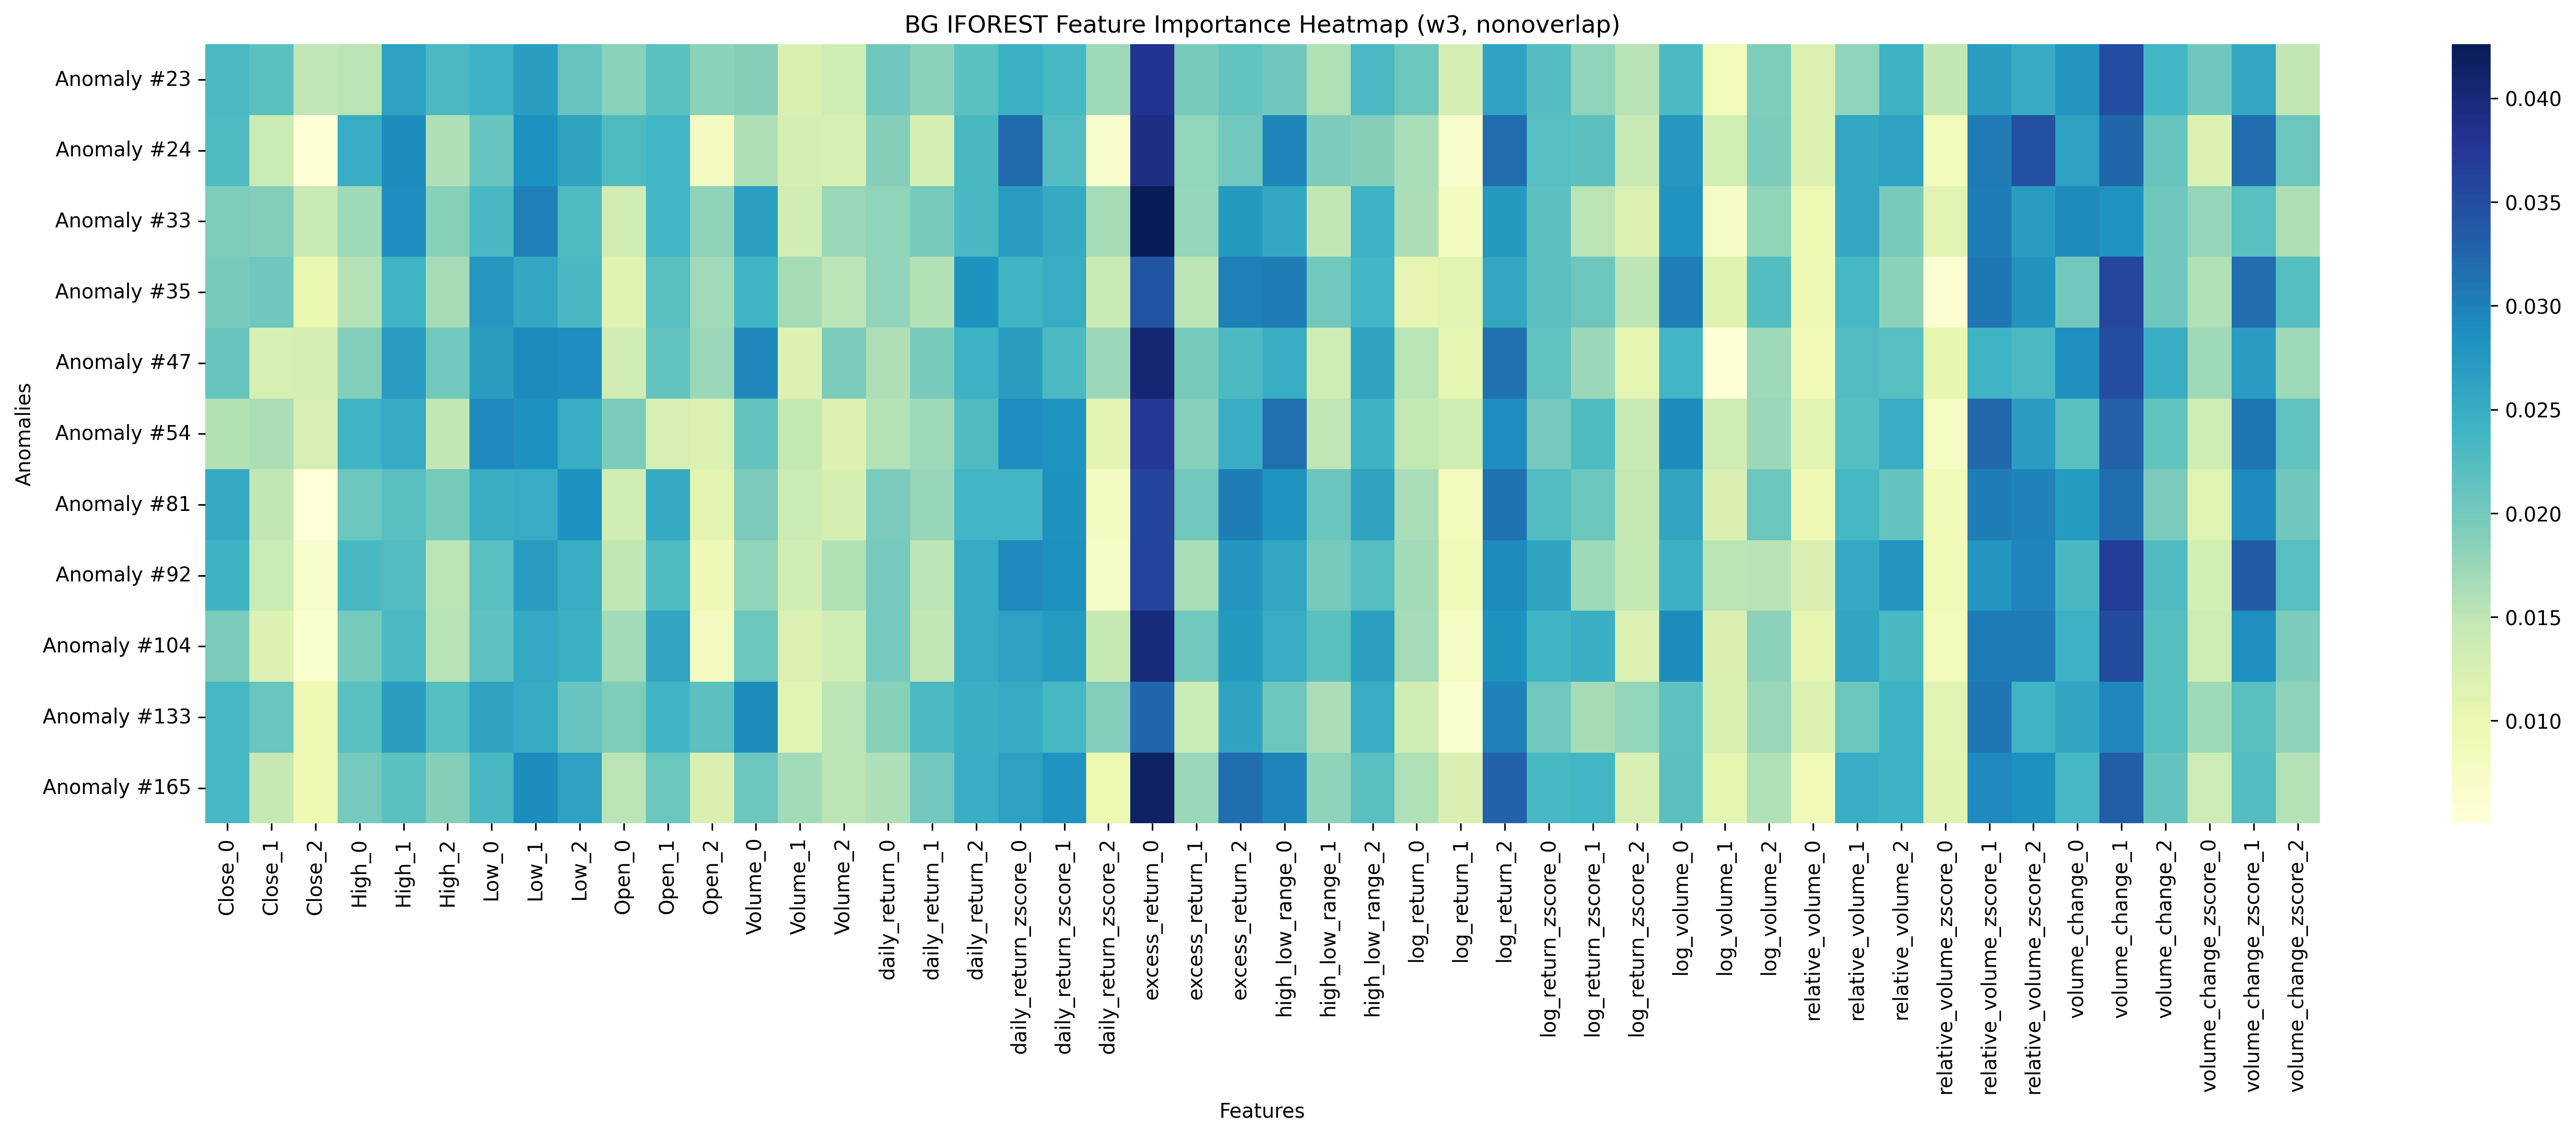 BG IFOREST Feature Importance Heatmap (w3, nonoverlap)
Anomalies
Anomaly #23
Anomaly #24
Anomaly #33
Anomaly #35
Anomaly #47
Anomaly #54
Anomaly #81
Anomaly #92
Anomaly #104
Anomaly #133
Anomaly #165
0.040
0.035
0.030
0.025
0.020
0.015
0.010
Close_0
Close_1
Close_2
High_0
High_1
High_2
Low_0
Low_1
Low_2
Open_0
Open_1
Open_2
Volume_0
Volume_1
Volume_2
daily_return_0
daily_return_1
daily_return_2
daily_return_zscore_0
daily_return_zscore_1
daily_return_zscore_2
excess_return_0
excess_return_1
excess_return_2
high_low_range_0
high_low_range_1
high_low_range_2
log_return_0
log_return_1
log_return_2
log_return_zscore_0
log_return_zscore_1
log_return_zscore_2
log_volume_0
log_volume_1
log_volume_2
relative_volume_0
relative_volume_1
relative_volume_2
relative_volume_zscore_0
relative_volume_zscore_1
relative_volume_zscore_2
volume_change_0
volume_change_1
volume_change_2
volume_change_zscore_0
volume_change_zscore_1
volume_change_zscore_2
Features